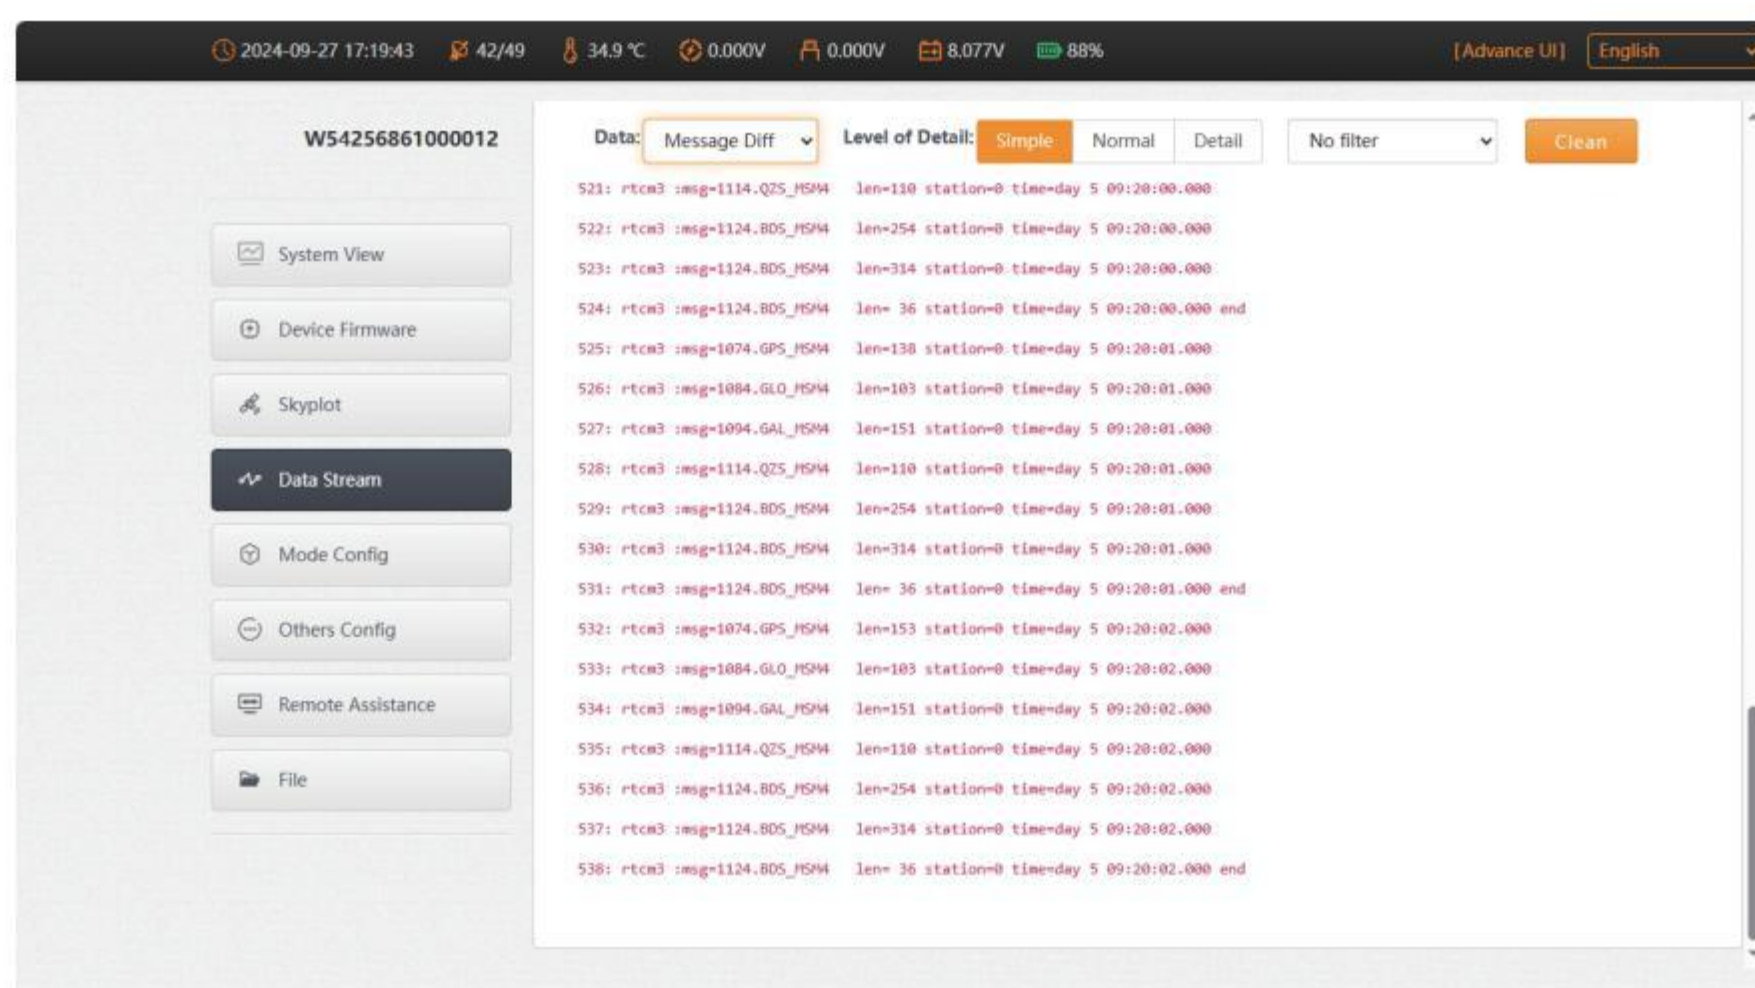 2024-09-27 17:19:43 42/49 34.9 ℃ 0.000V 0.000V 8.077V 88% [Advance UI] English
W54256861000012
System View
Device Firmware
Skyplot
Data Stream
Mode Config
Others Config
Remote Assistance
File
Data: Message Diff Level of Detail: Simple Normal Detail No filter Clean
521: rtcm3 :msg=1114.QZS_MSM4 len=110 station=0 time=day 5 09:20:00.000
522: rtcm3 :msg=1124.BDS_MSM4 len=254 station=0 time=day 5 09:20:00.000
523: rtcm3 :msg=1124.BDS_MSM4 len=314 station=0 time=day 5 09:20:00.000
524: rtcm3 :msg=1124.BDS_MSM4 len= 36 station=0 time=day 5 09:20:00.000 end
525: rtcm3 :msg=1074.GPS_MSM4 len=138 station=0 time=day 5 09:20:01.000
526: rtcm3 :msg=1084.GLO_MSM4 len=103 station=0 time=day 5 09:20:01.000
527: rtcm3 :msg=1094.GAL_MSM4 len=151 station=0 time=day 5 09:20:01.000
528: rtcm3 :msg=1114.QZS_MSM4 len=110 station=0 time=day 5 09:20:01.000
529: rtcm3 :msg=1124.BDS_MSM4 len=254 station=0 time=day 5 09:20:01.000
530: rtcm3 :msg=1124.BDS_MSM4 len=314 station=0 time=day 5 09:20:01.000
531: rtcm3 :msg=1124.BDS_MSM4 len= 36 station=0 time=day 5 09:20:01.000 end
532: rtcm3 :msg=1074.GPS_MSM4 len=153 station=0 time=day 5 09:20:02.000
533: rtcm3 :msg=1084.GLO_MSM4 len=103 station=0 time=day 5 09:20:02.000
534: rtcm3 :msg=1094.GAL_MSM4 len=151 station=0 time=day 5 09:20:02.000
535: rtcm3 :msg=1114.QZS_MSM4 len=110 station=0 time=day 5 09:20:02.000
536: rtcm3 :msg=1124.BDS_MSM4 len=254 station=0 time=day 5 09:20:02.000
537: rtcm3 :msg=1124.BDS_MSM4 len=314 station=0 time=day 5 09:20:02.000
538: rtcm3 :msg=1124.BDS_MSM4 len= 36 station=0 time=day 5 09:20:02.000 end